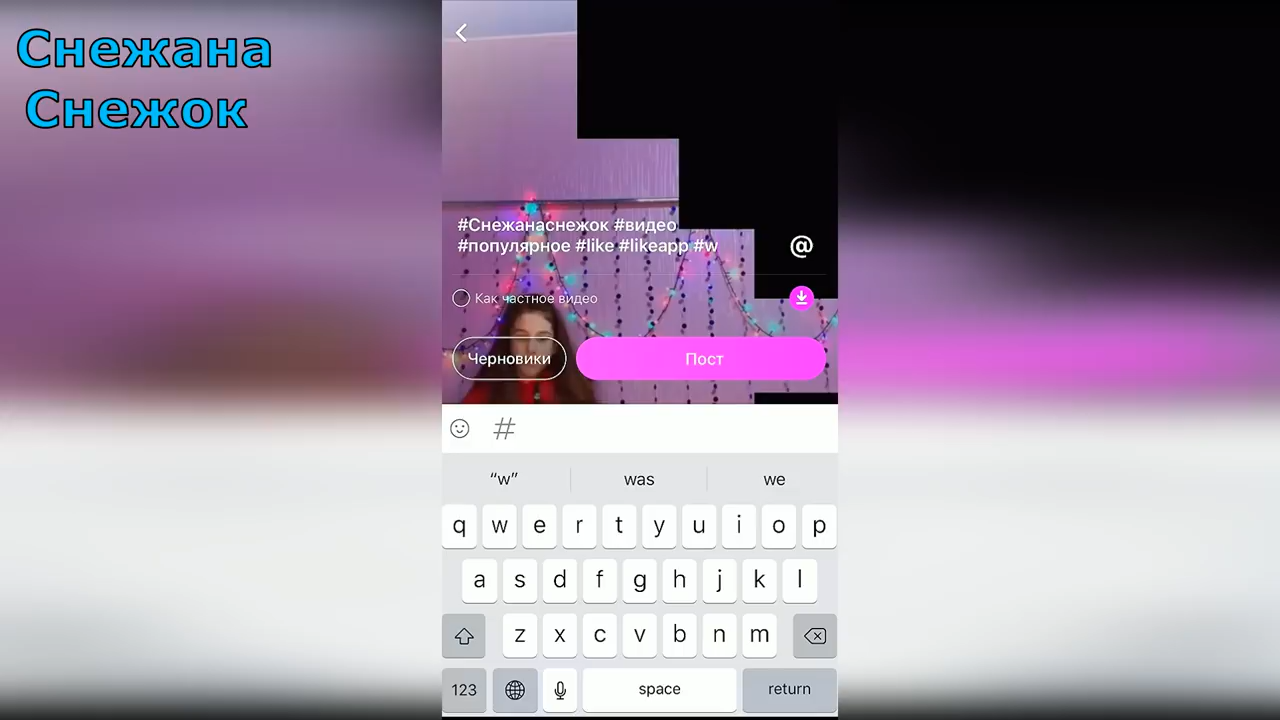 Снежана
Снежок
#Снежанаснежок #видео
#популярное #like #likeapp #w
@
Как частное видео
Черновики
Пост
#
“w” was we
q w e r t y u i o p
a s d f g h j k l
z x c v b n m
123 space return